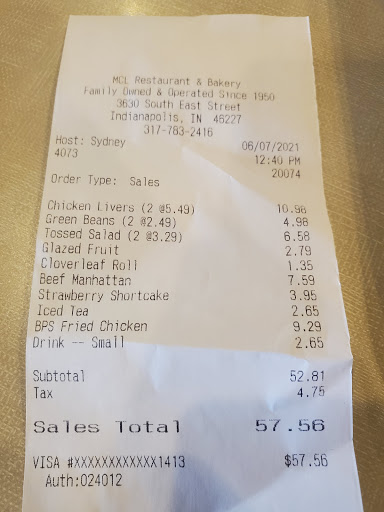 MCL Restaurant & Bakery
Family Owned & Operated Since 1950
3630 South East Street
Indianapolis, IN 46227
317-783-2416
Host: Sydney 06/07/2021
4073 12:40 PM
20074
Order Type: Sales
Chicken Livers (2 @5.49) 10.98
Green Beans (2 @2.49) 4.98
Tossed Salad (2 @3.29) 6.58
Glazed Fruit 2.79
Cloverleaf Roll 1.35
Beef Manhattan 7.59
Strawberry Shortcake 3.95
Iced Tea 2.65
BPS Fried Chicken 9.29
Drink -- Small 2.65
Subtotal 52.81
Tax 4.75
Sales Total 57.56
VISA #XXXXXXXXXXXX1413 $57.56
Auth:024012